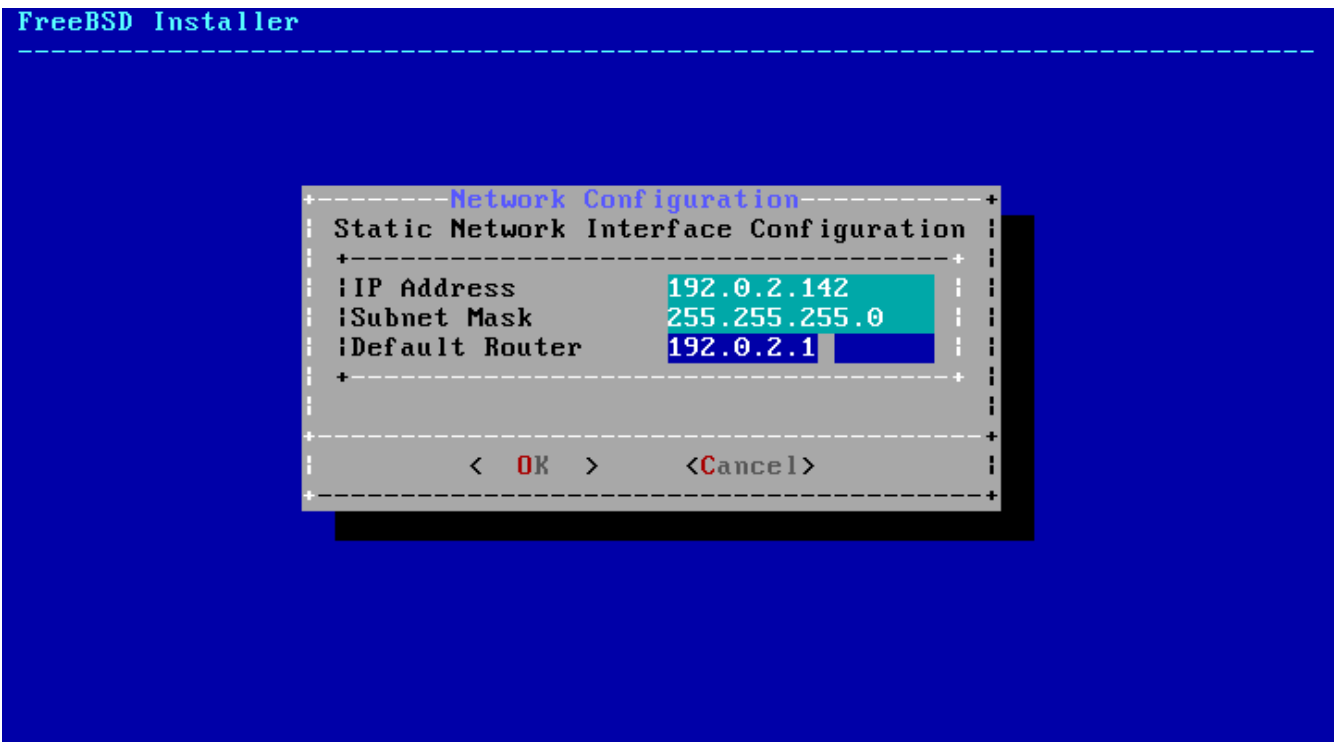 FreeBSD Installer
Network Configuration
Static Network Interface Configuration
IP Address 192.0.2.142
Subnet Mask 255.255.255.0
Default Router 192.0.2.1
< OK > <Cancel>